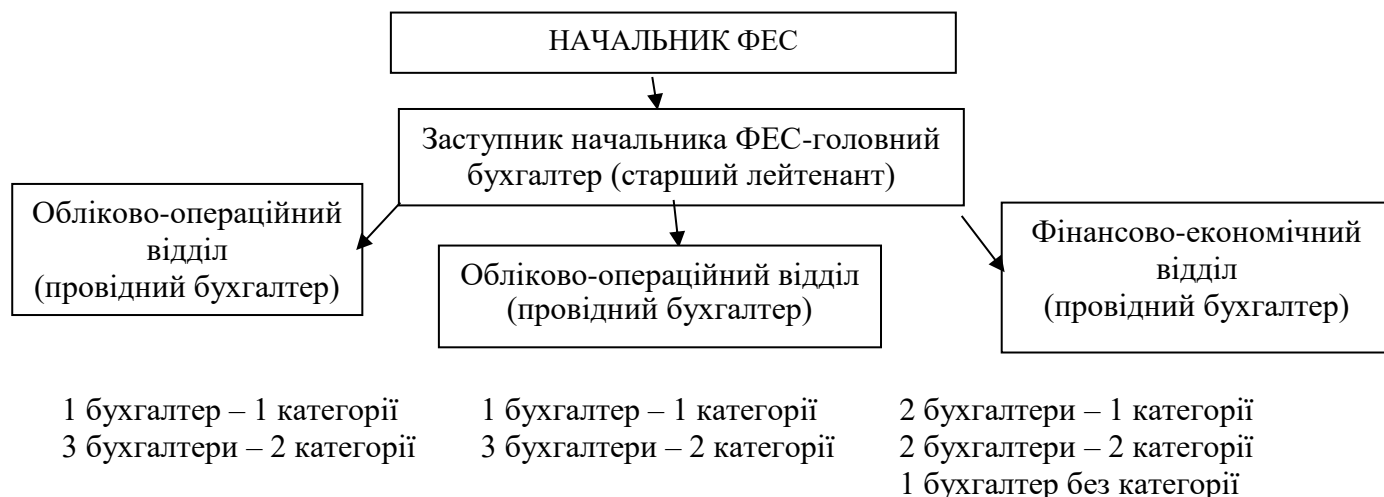 НАЧАЛЬНИК ФЕС
Заступник начальника ФЕС-головний
бухгалтер (старший лейтенант)
Обліково-операційний
відділ
(провідний бухгалтер)
Обліково-операційний відділ
(провідний бухгалтер)
Фінансово-економічний
відділ
(провідний бухгалтер)
1 бухгалтер – 1 категорії
3 бухгалтери – 2 категорії
1 бухгалтер – 1 категорії
3 бухгалтери – 2 категорії
2 бухгалтери – 1 категорії
2 бухгалтери – 2 категорії
1 бухгалтер без категорії